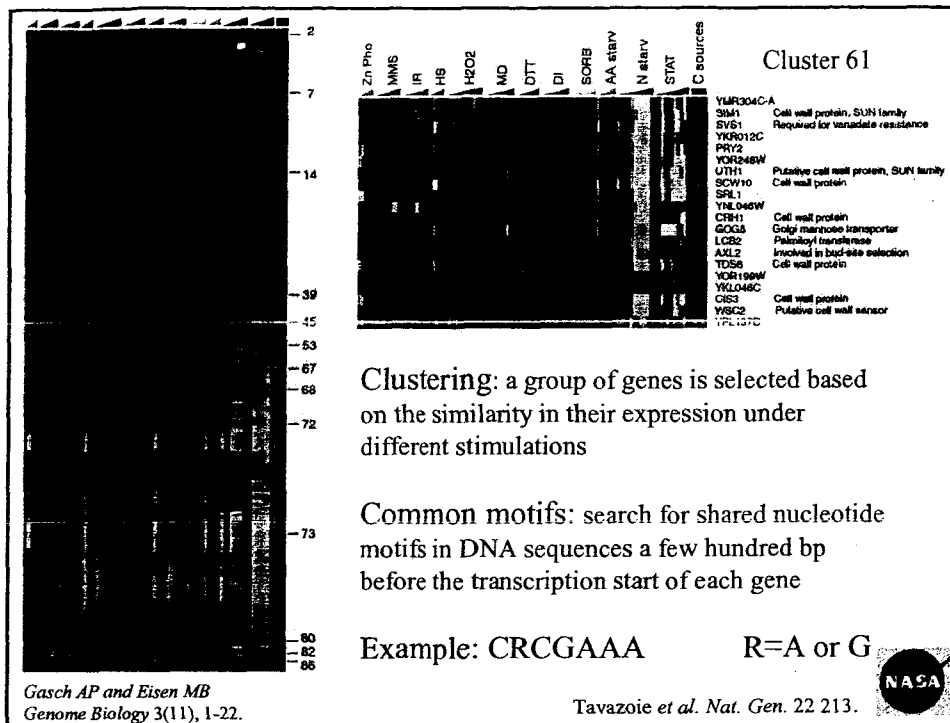 2
7
14
39
45
53
67
68
72
73
80
82
86
Gasch AP and Eisen MB
Genome Biology 3(11), 1-22.
Zn Pho
MMS
IR
HS
H2O2
MD
DTT
DI
SORB
AA starv
N starv
STAT
C sources
Cluster 61
YMR304C-A
SIM1 Cell wall protein, SUN family
SVS1 Required for vanadate resistance
YKR012C
PRY2
YOR248W
UTH1 Putative cell wall protein, SUN family
SCW10 Cell wall protein
SRL1
YNL046W
CRH1 Cell wall protein
GOG5 Golgi mannose transporter
LCB2 Palmitoyl transferase
AXL2 Involved in bud-site selection
TOS6 Cell wall protein
YOR199W
YKL046C
CIS3 Cell wall protein
WSC2 Putative cell wall sensor
YPL137C
Clustering: a group of genes is selected based
on the similarity in their expression under
different stimulations
Common motifs: search for shared nucleotide
motifs in DNA sequences a few hundred bp
before the transcription start of each gene
Example: CRCGAAA R=A or G
Tavazoie et al. Nat. Gen. 22 213.
NASA